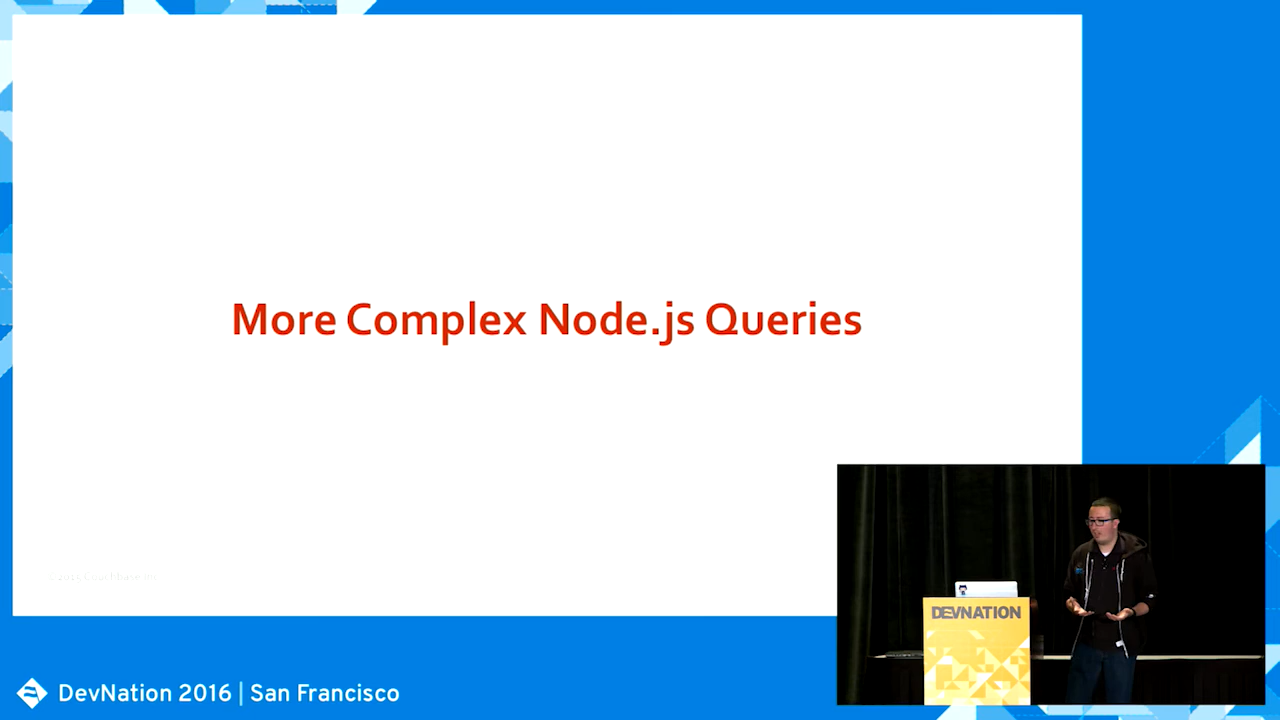 More Complex Node.js Queries
DEVNATION
DevNation 2016 | San Francisco